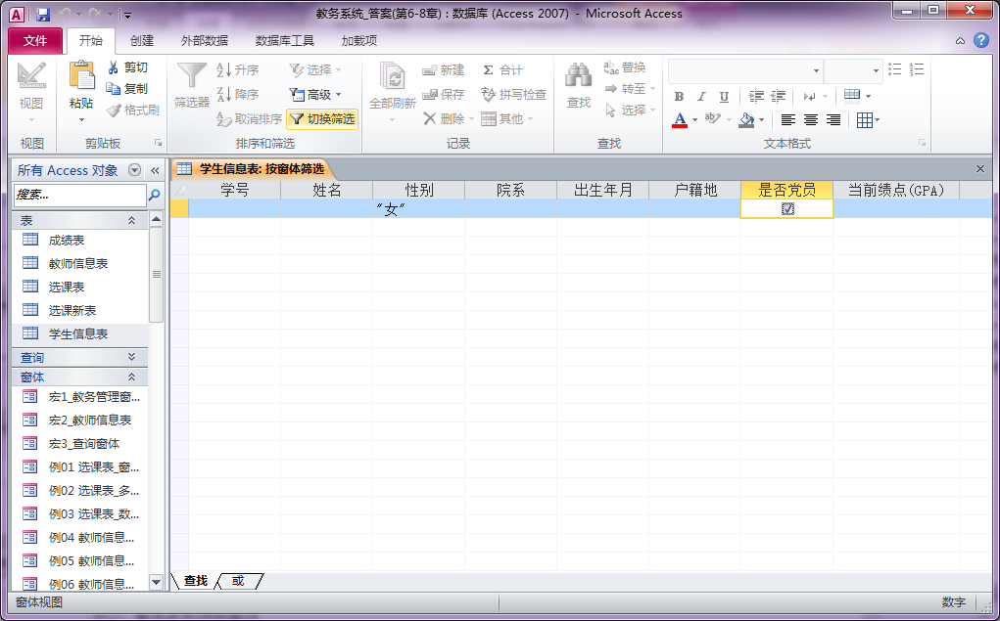 教务系统_答案(第6-8章) : 数据库 (Access 2007) - Microsoft Access
文件 开始 创建 外部数据 数据库工具 加载项
视图
视图
粘贴
剪切
复制
格式刷
剪贴板
筛选器
升序
降序
取消排序
选择
高级
切换筛选
排序和筛选
全部刷新
新建
保存
删除
合计
拼写检查
其他
记录
查找
替换
转至
选择
查找
B I U
A
文本格式
所有 Access 对象
搜索...
表
成绩表
教师信息表
选课表
选课新表
学生信息表
查询
窗体
宏1_教务管理窗...
宏2_教师信息表
宏3_查询窗体
例01 选课表_窗...
例02 选课表_多...
例03 选课表_数...
例04 教师信息...
例05 教师信息...
例06 教师信息...
学生信息表: 按窗体筛选
学号 姓名 性别 院系 出生年月 户籍地 是否党员 当前绩点(GPA)
"女"
查找 或
窗体视图 数字